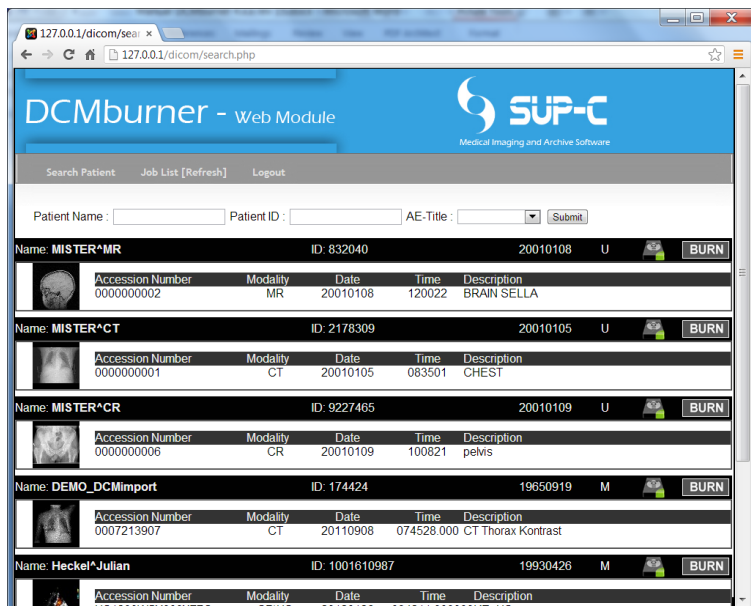 127.0.0.1/dicom/sear ×
127.0.0.1/dicom/search.php
DCMburner - Web Module
SUP-C
Medical Imaging and Archive Software
Search Patient Job List [Refresh] Logout
Patient Name : Patient ID : AE-Title : Submit
Name: MISTER^MR ID: 832040 20010108 U BURN
Accession Number Modality Date Time Description
0000000002 MR 20010108 120022 BRAIN SELLA
Name: MISTER^CT ID: 2178309 20010105 U BURN
Accession Number Modality Date Time Description
0000000001 CT 20010105 083501 CHEST
Name: MISTER^CR ID: 9227465 20010109 U BURN
Accession Number Modality Date Time Description
0000000006 CR 20010109 100821 pelvis
Name: DEMO_DCMimport ID: 174424 19650919 M BURN
Accession Number Modality Date Time Description
0007213907 CT 20110908 074528.000 CT Thorax Kontrast
Name: Heckel^Julian ID: 1001610987 19930426 M BURN
Accession Number Modality Date Time Description